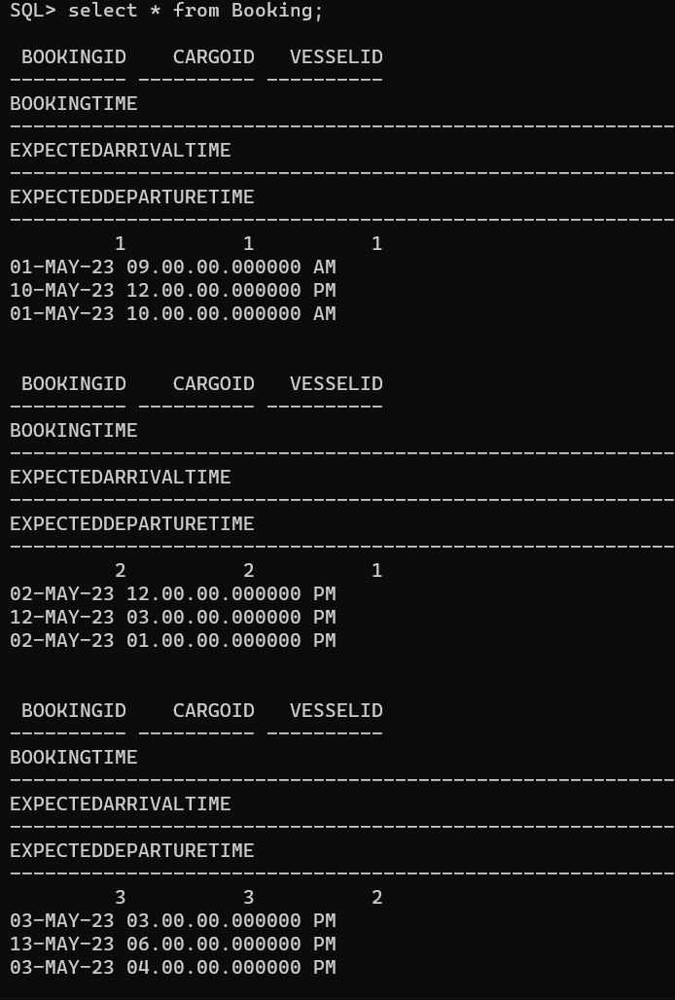 SQL> select * from Booking;
 BOOKINGID    CARGOID   VESSELID
---------- ---------- ----------
BOOKINGTIME
---------------------------------------------------------
EXPECTEDARRIVALTIME
---------------------------------------------------------
EXPECTEDDEPARTURETIME
---------------------------------------------------------
         1          1          1
01-MAY-23 09.00.00.000000 AM
10-MAY-23 12.00.00.000000 PM
01-MAY-23 10.00.00.000000 AM
 BOOKINGID    CARGOID   VESSELID
---------- ---------- ----------
BOOKINGTIME
---------------------------------------------------------
EXPECTEDARRIVALTIME
---------------------------------------------------------
EXPECTEDDEPARTURETIME
---------------------------------------------------------
         2          2          1
02-MAY-23 12.00.00.000000 PM
12-MAY-23 03.00.00.000000 PM
02-MAY-23 01.00.00.000000 PM
 BOOKINGID    CARGOID   VESSELID
---------- ---------- ----------
BOOKINGTIME
---------------------------------------------------------
EXPECTEDARRIVALTIME
---------------------------------------------------------
EXPECTEDDEPARTURETIME
---------------------------------------------------------
         3          3          2
03-MAY-23 03.00.00.000000 PM
13-MAY-23 06.00.00.000000 PM
03-MAY-23 04.00.00.000000 PM